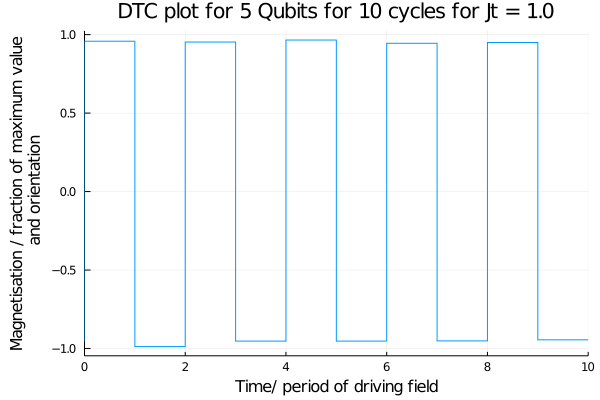 DTC plot for 5 Qubits for 10 cycles for Jt = 1.0
Magnetisation / fraction of maximum value
and orientation
1.0
0.5
0.0
−0.5
−1.0
0 2 4 6 8 10
Time/ period of driving field